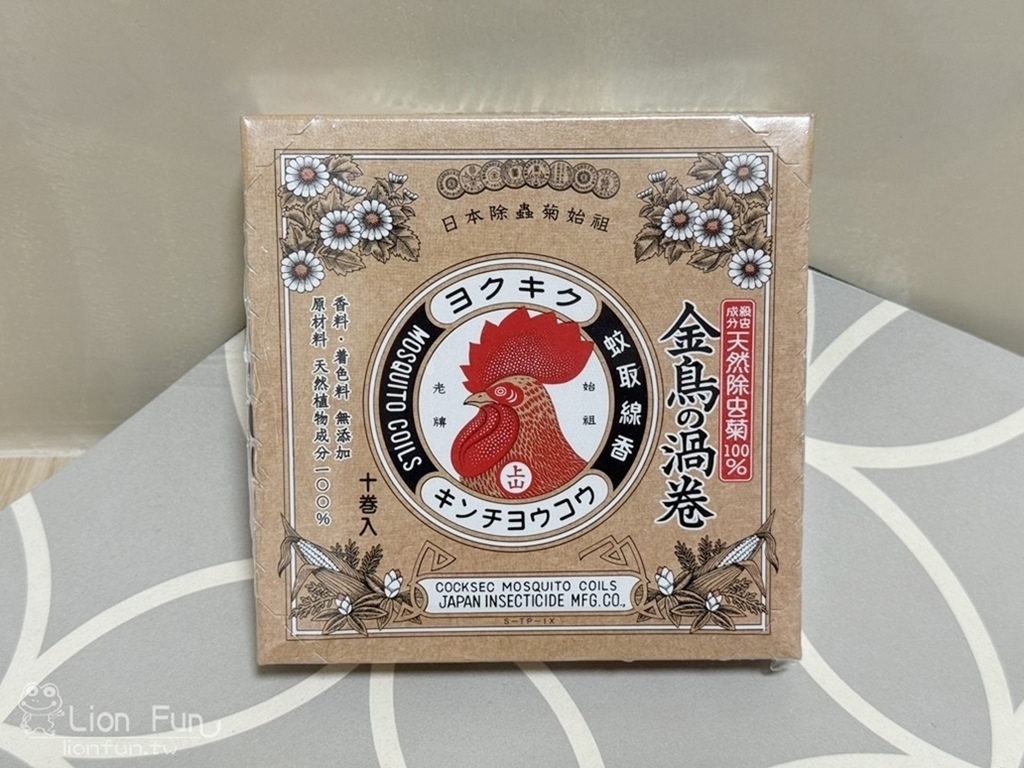 日本除蟲菊始祖
ヨクキク
蚊取線香
MOSQUITO COILS
老牌
始祖
上山
キンチヨウコウ
殺虫成分
天然除虫菊100%
金鳥の渦巻
香料・着色料 無添加
原材料 天然植物成分一〇〇%
十巻入
COCKSEC MOSQUITO COILS
JAPAN INSECTICIDE MFG.CO.,
S-TP-IX
Lion Fun
lionfun.tw